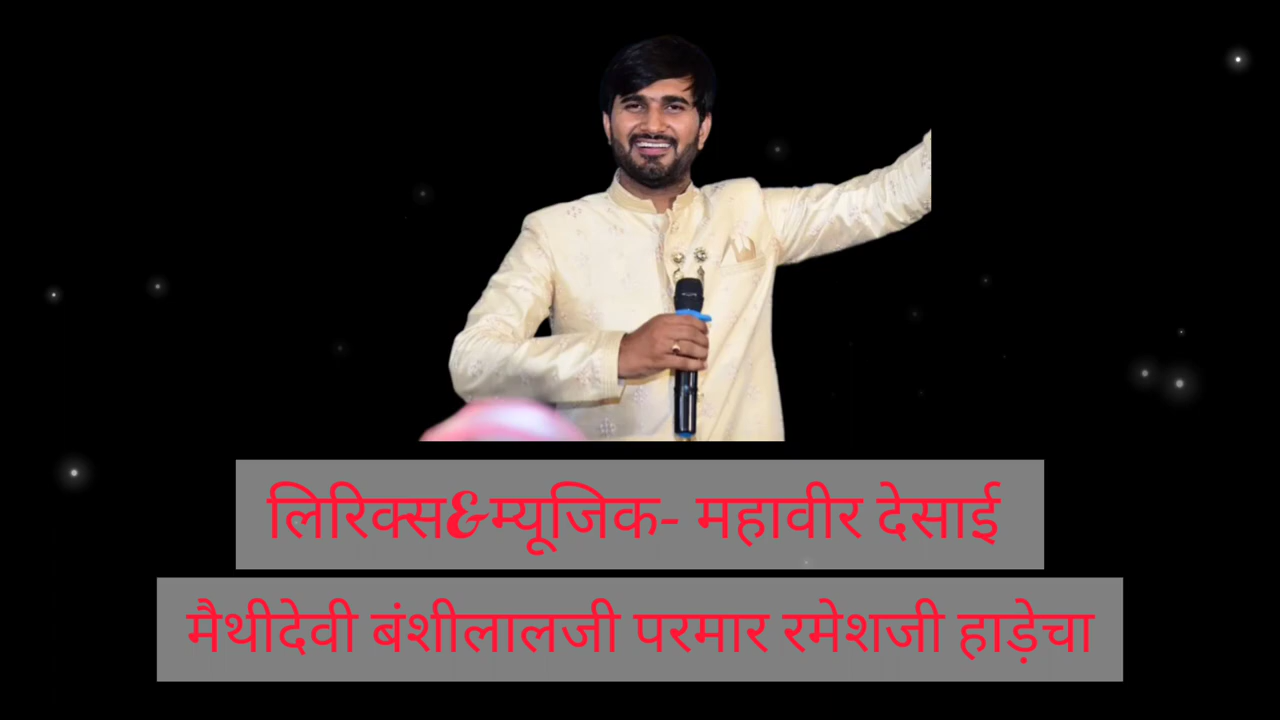 लिरिक्स&म्यूजिक- महावीर देसाई
मैथीदेवी बंशीलालजी परमार रमेशजी हाड़ेचा